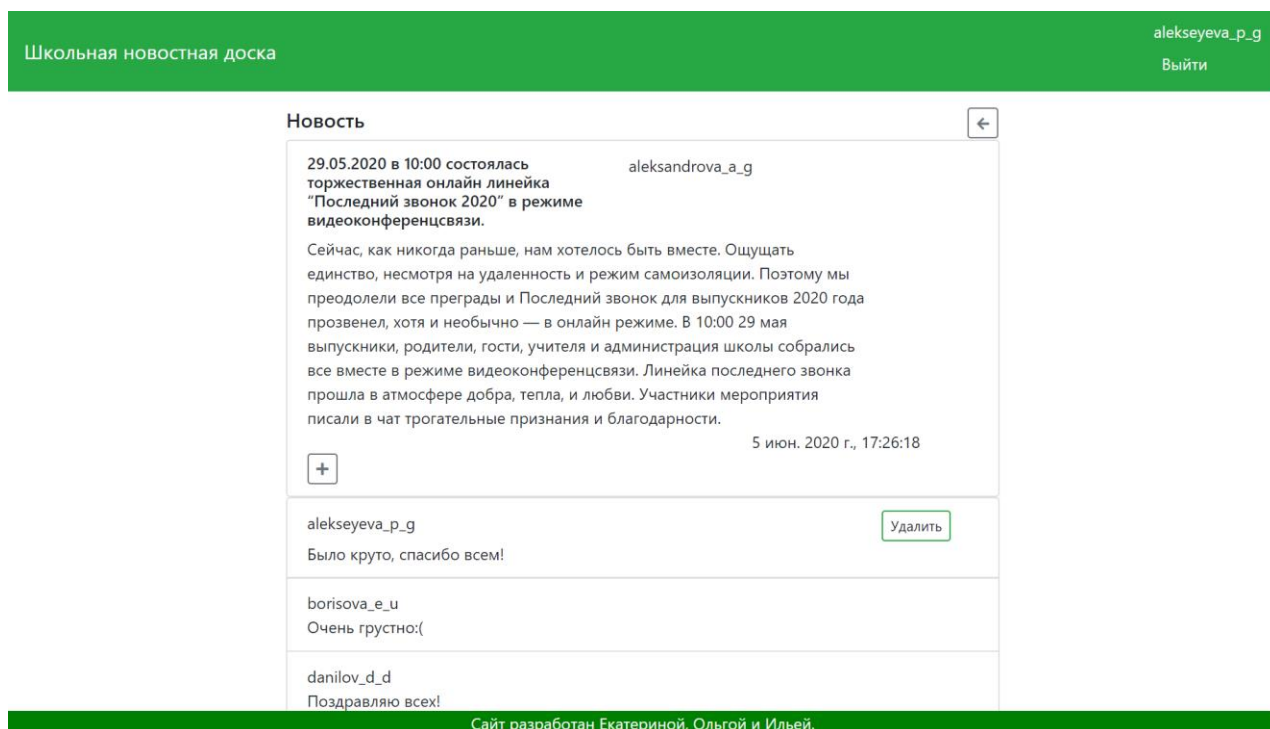 Школьная новостная доска
alekseyeva_p_g
Выйти
Новость
29.05.2020 в 10:00 состоялась
торжественная онлайн линейка
“Последний звонок 2020” в режиме
видеоконференцсвязи.
aleksandrova_a_g
Сейчас, как никогда раньше, нам хотелось быть вместе. Ощущать
единство, несмотря на удаленность и режим самоизоляции. Поэтому мы
преодолели все преграды и Последний звонок для выпускников 2020 года
прозвенел, хотя и необычно — в онлайн режиме. В 10:00 29 мая
выпускники, родители, гости, учителя и администрация школы собрались
все вместе в режиме видеоконференцсвязи. Линейка последнего звонка
прошла в атмосфере добра, тепла, и любви. Участники мероприятия
писали в чат трогательные признания и благодарности.
5 июн. 2020 г., 17:26:18
alekseyeva_p_g
Удалить
Было круто, спасибо всем!
borisova_e_u
Очень грустно:(
danilov_d_d
Поздравляю всех!
Сайт разработан Екатериной, Ольгой и Ильей.